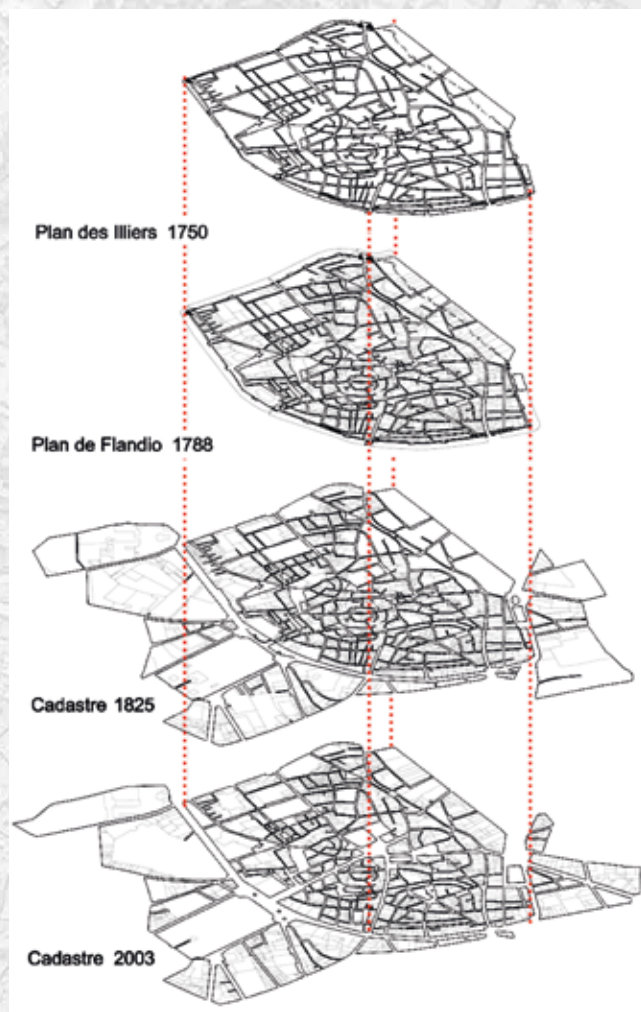 Plan des Illiers 1750
Plan de Flandio 1788
Cadastre 1825
Cadastre 2003